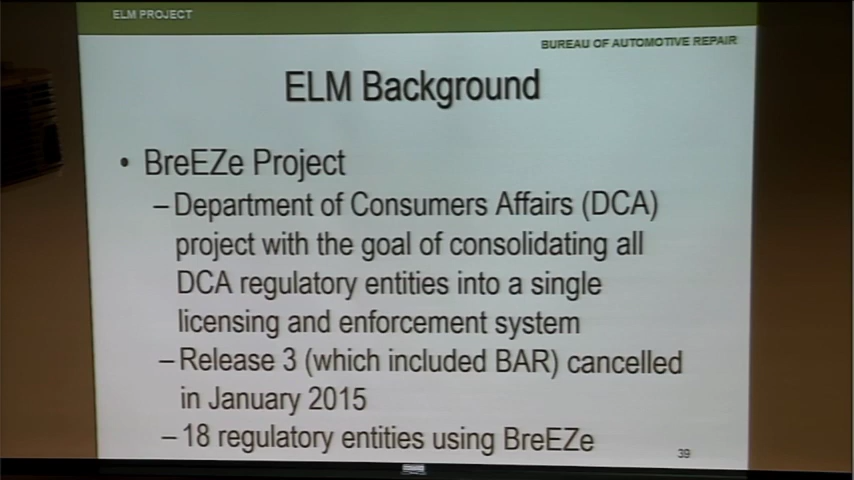 ELM PROJECT
BUREAU OF AUTOMOTIVE REPAIR
ELM Background
• BreEZe Project
– Department of Consumers Affairs (DCA)
project with the goal of consolidating all
DCA regulatory entities into a single
licensing and enforcement system
– Release 3 (which included BAR) cancelled
in January 2015
– 18 regulatory entities using BreEZe
39